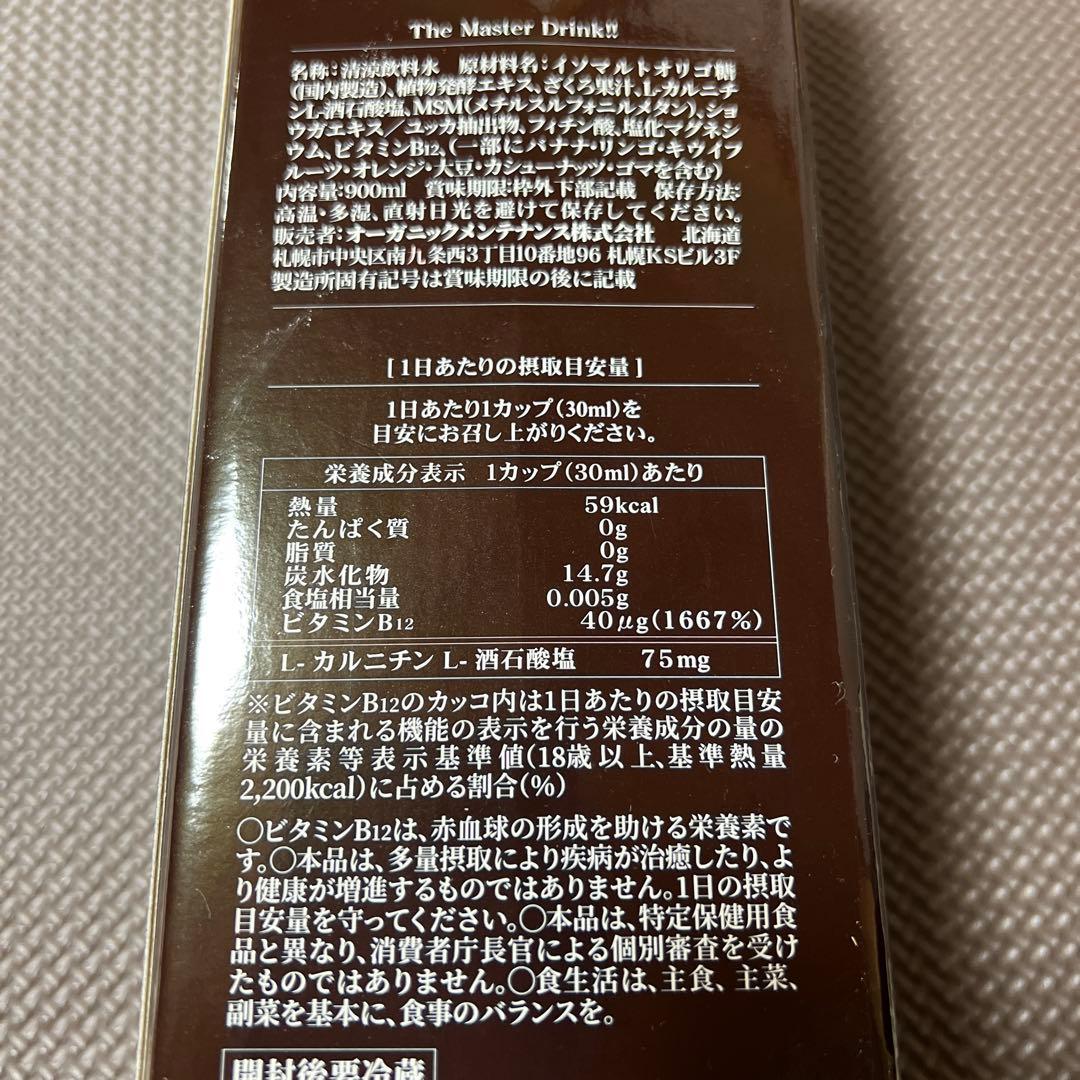 The Master Drink!!
名称：清涼飲料水　原材料名：イソマルトオリゴ糖
(国内製造)、植物発酵エキス、ざくろ果汁、L-カルニチ
ンL-酒石酸塩、MSM(メチルスルフォニルメタン)、ショ
ウガエキス／ユッカ抽出物、フィチン酸、塩化マグネシ
ウム、ビタミンB12、(一部にバナナ・リンゴ・キウイフ
ルーツ・オレンジ・大豆・カシューナッツ・ゴマを含む)
内容量：900ml　賞味期限：枠外下部記載　保存方法：
高温・多湿、直射日光を避けて保存してください。
販売者：オーガニックメンテナンス株式会社　北海道
札幌市中央区南九条西3丁目10番地96 札幌KSビル3F
製造所固有記号は賞味期限の後に記載
[ 1日あたりの摂取目安量 ]
1日あたり1カップ(30ml)を
目安にお召し上がりください。
栄養成分表示　1カップ(30ml)あたり
熱量　59kcal
たんぱく質　0g
脂質　0g
炭水化物　14.7g
食塩相当量　0.005g
ビタミンB12　40μg(1667%)
L- カルニチン L- 酒石酸塩　75mg
※ビタミンB12のカッコ内は1日あたりの摂取目安
量に含まれる機能の表示を行う栄養成分の量の
栄養素等表示基準値(18歳以上、基準熱量
2,200kcal)に占める割合(%)
○ビタミンB12は、赤血球の形成を助ける栄養素で
す。○本品は、多量摂取により疾病が治癒したり、よ
り健康が増進するものではありません。1日の摂取
目安量を守ってください。○本品は、特定保健用食
品と異なり、消費者庁長官による個別審査を受け
たものではありません。○食生活は、主食、主菜、
副菜を基本に、食事のバランスを。
開封後要冷蔵